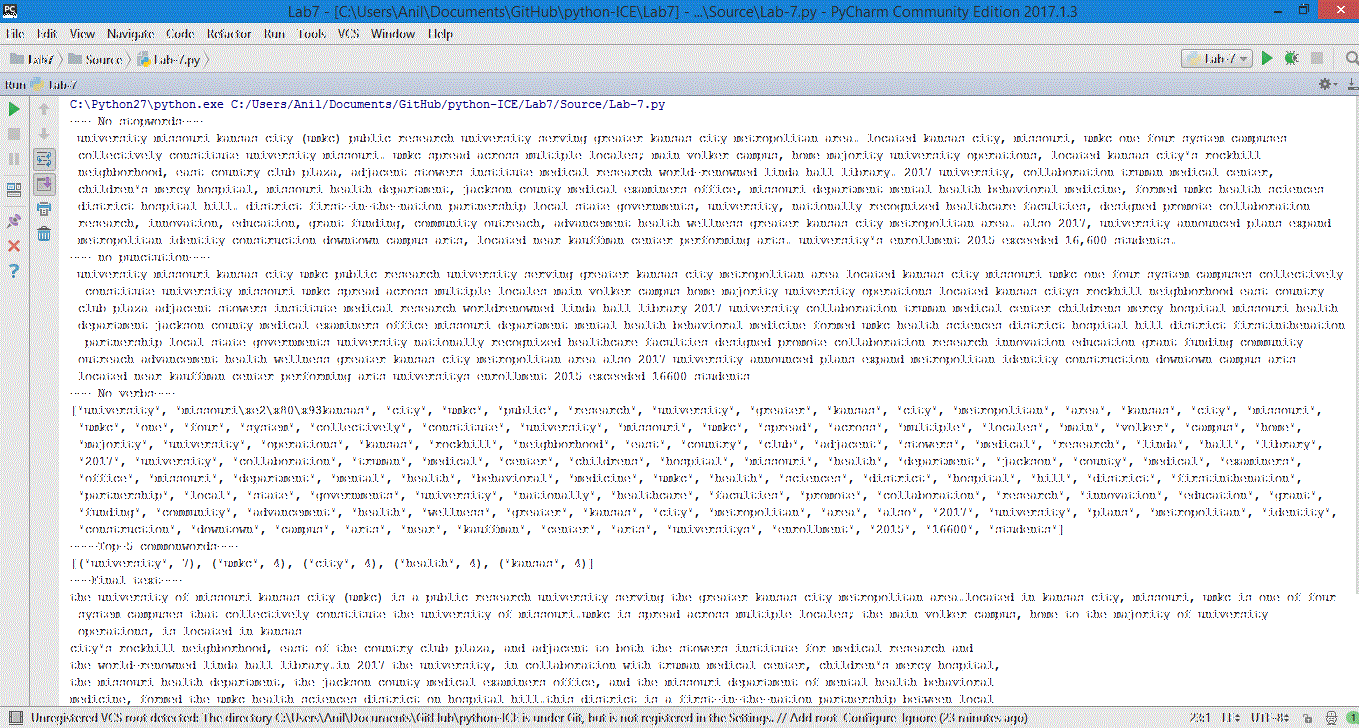 Lab7 - [C:\Users\Anil\Documents\GitHub\python-ICE\Lab7] - ...\Source\Lab-7.py - PyCharm Community Edition 2017.1.3
File Edit View Navigate Code Refactor Run Tools VCS Window Help
Lab7 Source Lab-7.py Lab-7
Run Lab-7
C:\Python27\python.exe C:/Users/Anil/Documents/GitHub/python-ICE/Lab7/Source/Lab-7.py
----- No stopwords-----
university missouri kansas city (umkc) public research university serving greater kansas city metropolitan area. located kansas city, missouri, umkc one four system campuses
collectively constitute university missouri. umkc spread across multiple locales; main volker campus, home majority university operations, located kansas city's rockhill
neighborhood, east country club plaza, adjacent stowers institute medical research world-renowned linda hall library. 2017 university, collaboration truman medical center,
children's mercy hospital, missouri health department, jackson county medical examiners office, missouri department mental health behavioral medicine, formed umkc health sciences
district hospital hill. district first-in-the-nation partnership local state governments, university, nationally recognized healthcare faculties, designed promote collaboration
research, innovation, education, grant funding, community outreach, advancement health wellness greater kansas city metropolitan area. also 2017, university announced plans expand
metropolitan identity construction downtown campus arts, located near kauffman center performing arts. university's enrollment 2015 exceeded 16,600 students.
----- no punctution-----
university missouri kansas city umkc public research university serving greater kansas city metropolitan area located kansas city missouri umkc one four system campuses collectively
constitute university missouri umkc spread across multiple locales main volker campus home majority university operations located kansas citys rockhill neighborhood east country
club plaza adjacent stowers institute medical research worldrenowned linda hall library 2017 university collaboration truman medical center childrens mercy hospital missouri health
department jackson county medical examiners office missouri department mental health behavioral medicine formed umkc health sciences district hospital hill district firstinthenation
partnership local state governments university nationally recognized healthcare faculties designed promote collaboration research innovation education grant funding community
outreach advancement health wellness greater kansas city metropolitan area also 2017 university announced plans expand metropolitan identity construction downtown campus arts
located near kauffman center performing arts universitys enrollment 2015 exceeded 16600 students
----- No verbs-----
['university', 'missouri\xe2\x80\x93kansas', 'city', 'umkc', 'public', 'research', 'university', 'greater', 'kansas', 'city', 'metropolitan', 'area', 'kansas', 'city', 'missouri',
'umkc', 'one', 'four', 'system', 'collectively', 'constitute', 'university', 'missouri', 'umkc', 'spread', 'across', 'multiple', 'locales', 'main', 'volker', 'campus', 'home',
'majority', 'university', 'operations', 'kansas', 'rockhill', 'neighborhood', 'east', 'country', 'club', 'adjacent', 'stowers', 'medical', 'research', 'linda', 'hall', 'library',
'2017', 'university', 'collaboration', 'truman', 'medical', 'center', 'childrens', 'hospital', 'missouri', 'health', 'department', 'jackson', 'county', 'medical', 'examiners',
'office', 'missouri', 'department', 'mental', 'health', 'behavioral', 'medicine', 'umkc', 'health', 'sciences', 'district', 'hospital', 'hill', 'district', 'firstinthenation',
'partnership', 'local', 'state', 'governments', 'university', 'nationally', 'healthcare', 'faculties', 'promote', 'collaboration', 'research', 'innovation', 'education', 'grant',
'funding', 'community', 'advancement', 'health', 'wellness', 'greater', 'kansas', 'city', 'metropolitan', 'area', 'also', '2017', 'university', 'plans', 'metropolitan', 'identity',
'construction', 'downtown', 'campus', 'arts', 'near', 'kauffman', 'center', 'arts', 'universitys', 'enrollment', '2015', '16600', 'students']
-------Top-5 commonwords-----
[('university', 7), ('umkc', 4), ('city', 4), ('health', 4), ('kansas', 4)]
-----Final text-----
the university of missouri kansas city (umkc) is a public research university serving the greater kansas city metropolitan area.located in kansas city, missouri, umkc is one of four
system campuses that collectively constitute the university of missouri.umkc is spread across multiple locales; the main volker campus, home to the majority of university
operations, is located in kansas
city's rockhill neighborhood, east of the country club plaza, and adjacent to both the stowers institute for medical research and
the world-renowned linda hall library.in 2017 the university, in collaboration with truman medical center, children's mercy hospital,
the missouri health department, the jackson county medical examiners office, and the missouri department of mental health behavioral
medicine, formed the umkc health sciences district on hospital hill.this district is a first-in-the-nation partnership between local
Unregistered VCS root detected: The directory C:\Users\Anil\Documents\GitHub\python-ICE is under Git, but is not registered in the Settings. // Add root Configure Ignore (23 minutes ago) 23:1 LF UTF-8